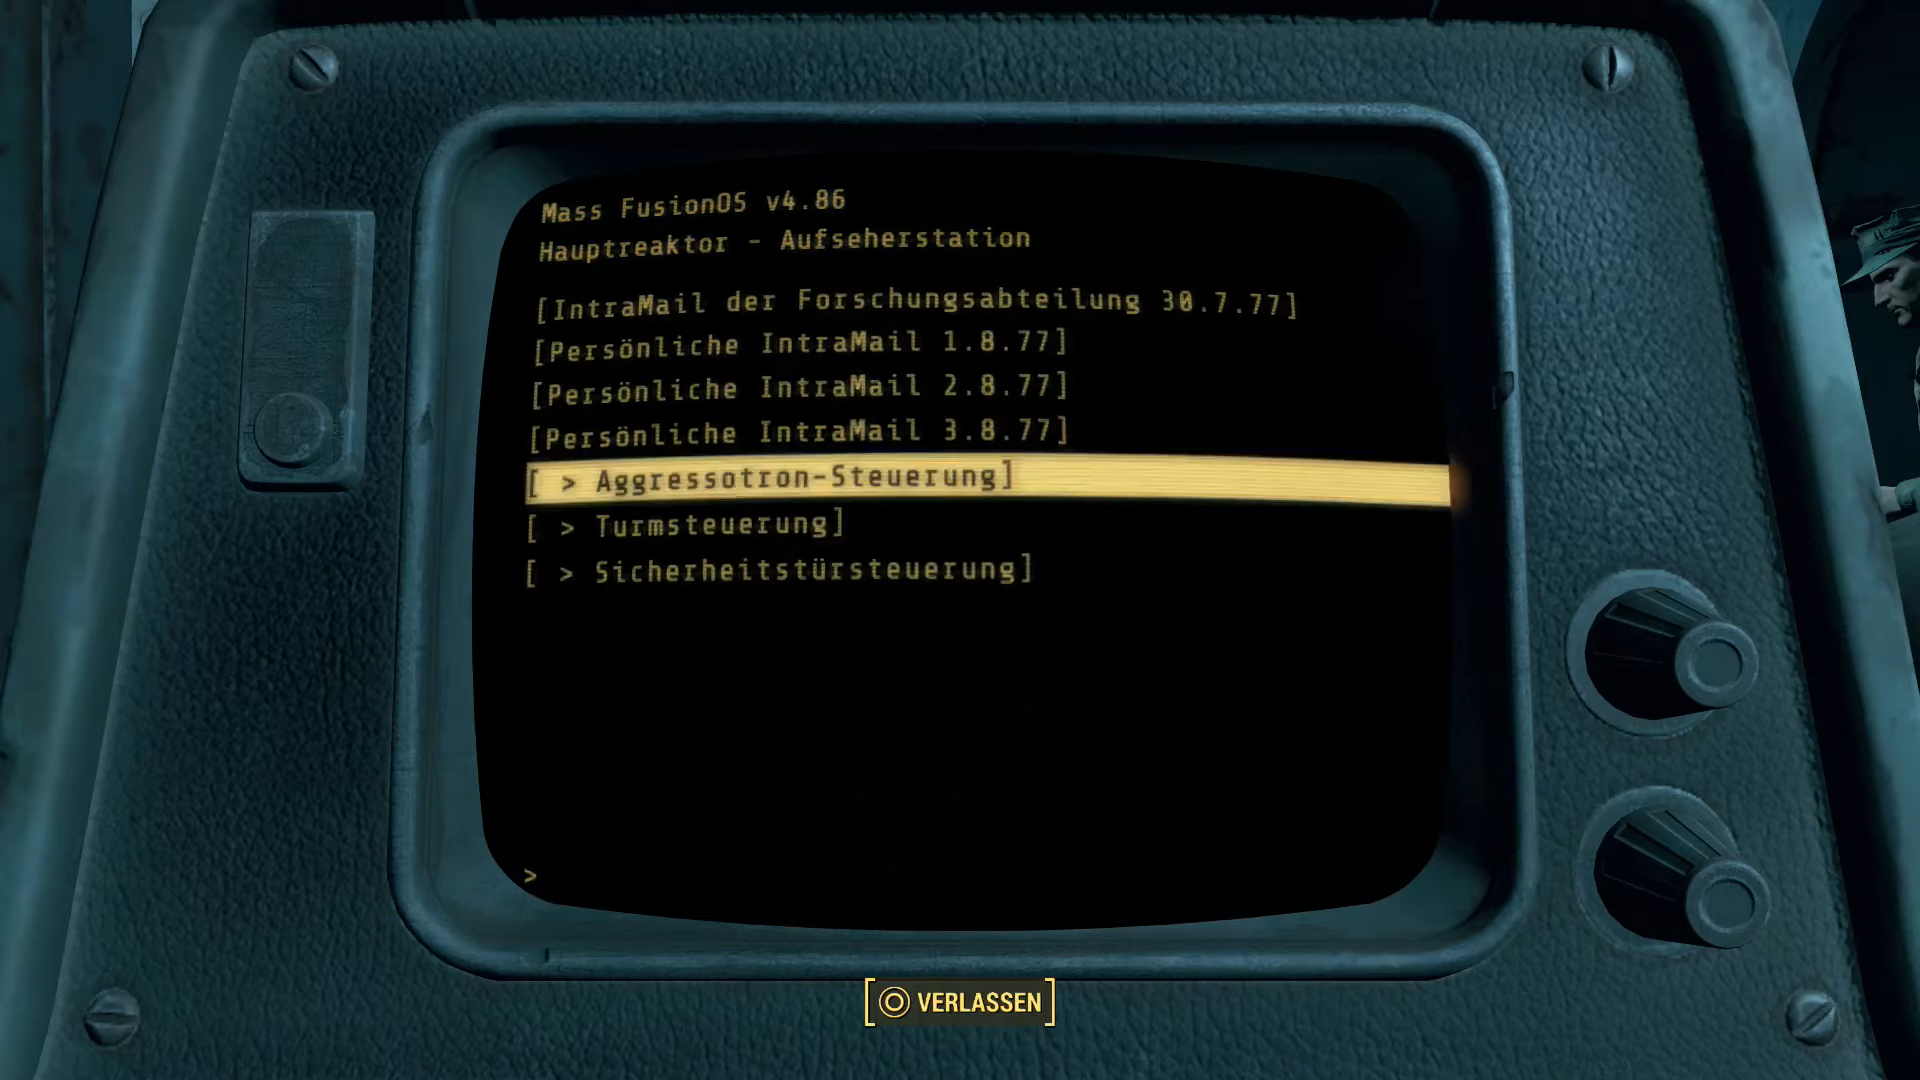 Mass FusionOS v4.86
Hauptreaktor - Aufseherstation
[IntraMail der Forschungsabteilung 30.7.77]
[Persönliche IntraMail 1.8.77]
[Persönliche IntraMail 2.8.77]
[Persönliche IntraMail 3.8.77]
[ > Aggressotron-Steuerung]
[ > Turmsteuerung]
[ > Sicherheitstürsteuerung]
>
[ VERLASSEN]